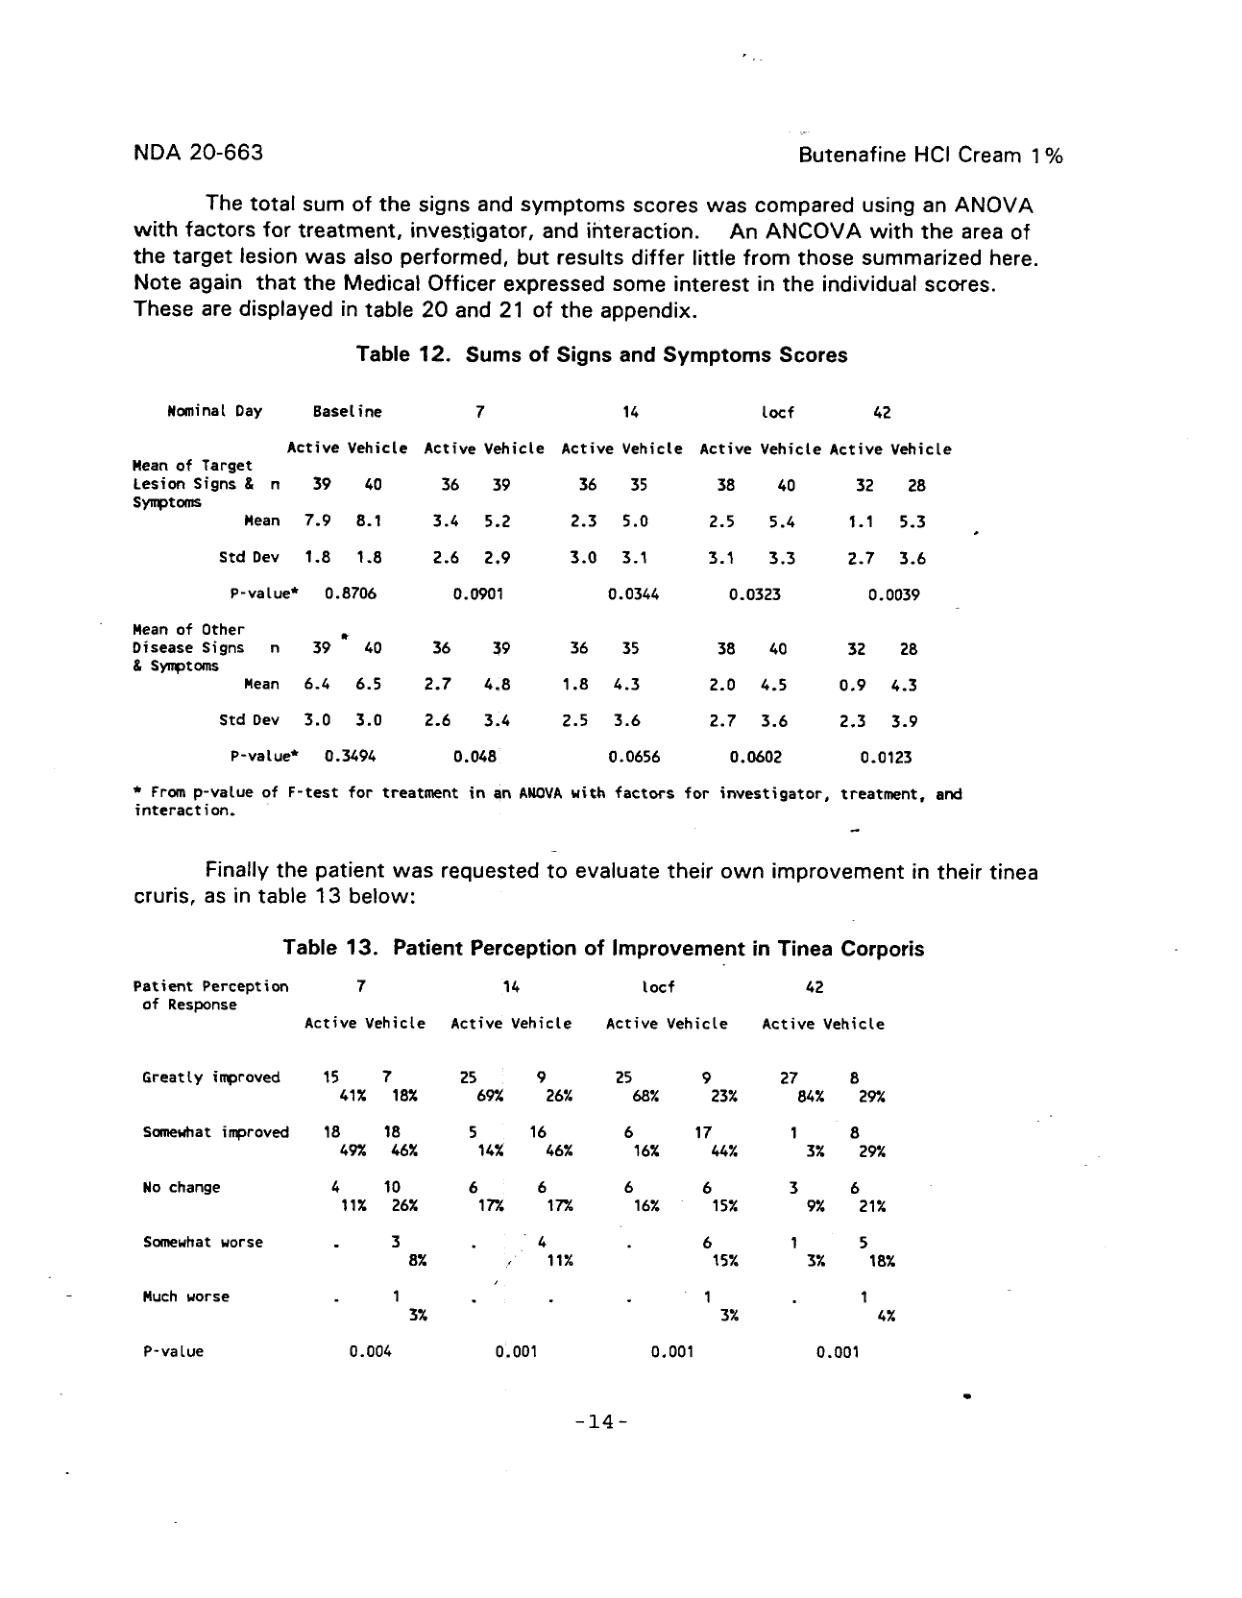 NDA 20-663 Butenafine HCl Cream 1%
The total sum of the signs and symptoms scores was compared using an ANOVA
with factors for treatment, investigator, and interaction. An ANCOVA with the area of
the target lesion was also performed, but results differ little from those summarized here.
Note again that the Medical Officer expressed some interest in the individual scores.
These are displayed in table 20 and 21 of the appendix.
Table 12. Sums of Signs and Symptoms Scores
Nominal Day Baseline 7 14 locf 42
Active Vehicle Active Vehicle Active Vehicle Active Vehicle Active Vehicle
Mean of Target
Lesion Signs & n 39 40 36 39 36 35 38 40 32 28
Symptoms
Mean 7.9 8.1 3.4 5.2 2.3 5.0 2.5 5.4 1.1 5.3
Std Dev 1.8 1.8 2.6 2.9 3.0 3.1 3.1 3.3 2.7 3.6
P-value* 0.8706 0.0901 0.0344 0.0323 0.0039
Mean of Other
Disease Signs n 39 * 40 36 39 36 35 38 40 32 28
& Symptoms
Mean 6.4 6.5 2.7 4.8 1.8 4.3 2.0 4.5 0.9 4.3
Std Dev 3.0 3.0 2.6 3.4 2.5 3.6 2.7 3.6 2.3 3.9
P-value* 0.3494 0.048 0.0656 0.0602 0.0123
* From p-value of F-test for treatment in an ANOVA with factors for investigator, treatment, and
interaction.
Finally the patient was requested to evaluate their own improvement in their tinea
cruris, as in table 13 below:
Table 13. Patient Perception of Improvement in Tinea Corporis
Patient Perception 7 14 locf 42
of Response
Active Vehicle Active Vehicle Active Vehicle Active Vehicle
Greatly improved 15 7 25 9 25 9 27 8
41% 18% 69% 26% 68% 23% 84% 29%
Somewhat improved 18 18 5 16 6 17 1 8
49% 46% 14% 46% 16% 44% 3% 29%
No change 4 10 6 6 6 6 3 6
11% 26% 17% 17% 16% 15% 9% 21%
Somewhat worse . 3 . 4 . 6 1 5
8% 11% 15% 3% 18%
Much worse . 1 . . . 1 . 1
3% 3% 4%
P-value 0.004 0.001 0.001 0.001
-14-